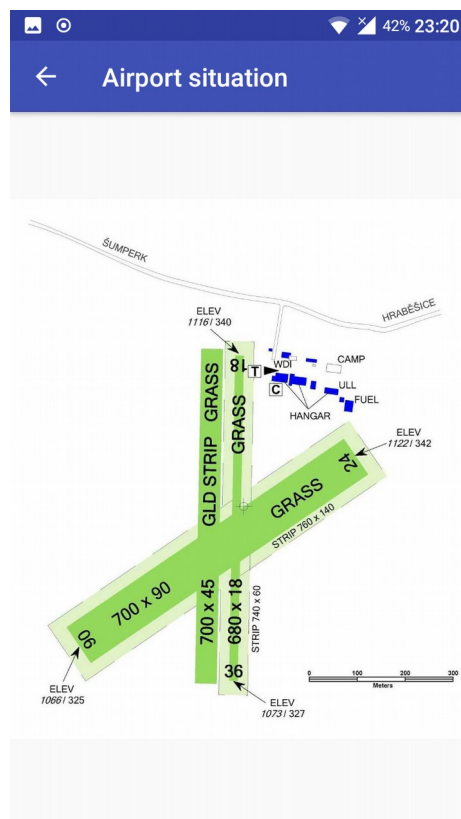 42% 23:20
Airport situation
ŠUMPERK
HRABĚŠICE
ELEV
1116/ 340
18
WDI
T
C
CAMP
ULL
FUEL
HANGAR
GLD STRIP GRASS
GRASS
ELEV
1122/ 342
24
GRASS
STRIP 760 x 140
700 x 90
06
700 x 45
680 x 18
STRIP 740 x 60
36
ELEV
1066/ 325
ELEV
1073/ 327
0 100 200 300
Meters